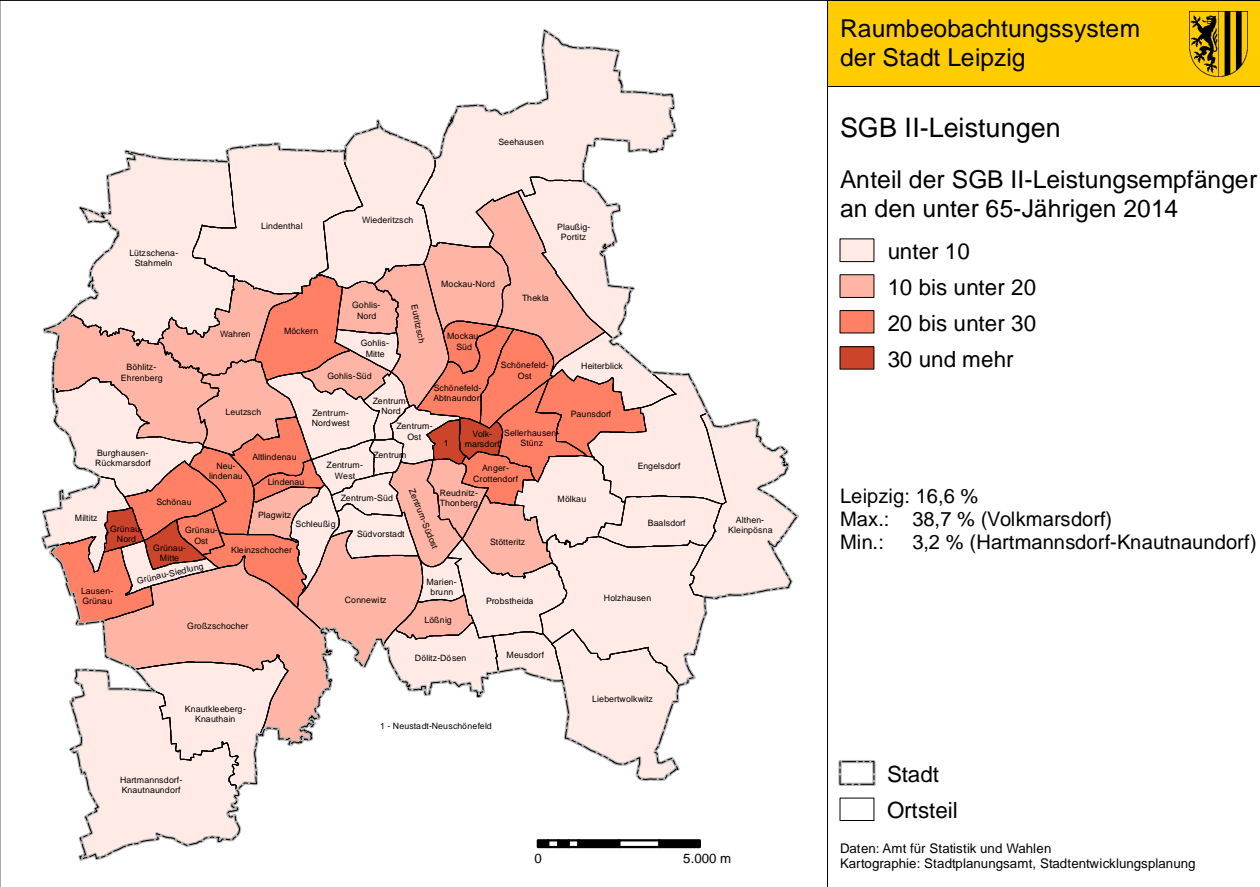 Raumbeobachtungssystem
der Stadt Leipzig
SGB II-Leistungen
Anteil der SGB II-Leistungsempfänger
an den unter 65-Jährigen 2014
unter 10
10 bis unter 20
20 bis unter 30
30 und mehr
Leipzig: 16,6 %
Max.: 38,7 % (Volkmarsdorf)
Min.: 3,2 % (Hartmannsdorf-Knautnaundorf)
Stadt
Ortsteil
Daten: Amt für Statistik und Wahlen
Kartographie: Stadtplanungsamt, Stadtentwicklungsplanung
Seehausen
Lindenthal
Wiederitzsch
Plaußig-
Portitz
Lützschena-
Stahmeln
Mockau-Nord
Thekla
Gohlis-
Nord
Eutritzsch
Wahren
Möckern
Mockau
Süd
Gohlis-
Mitte
Böhlitz-
Ehrenberg
Gohlis-Süd
Schönefeld-
Ost
Heiterblick
Schönefeld-
Abtnaundorf
Leutzsch
Zentrum-
Nordwest
Zentrum
Nord
Zentrum-
Ost
1
Volk-
marsdorf
Sellerhausen
Stünz
Paunsdorf
Burghausen-
Rückmarsdorf
Neu-
lindenau
Altlindenau
Zentrum
Zentrum-
West
Anger-
Crottendorf
Engelsdorf
Lindenau
Schönau
Zentrum-Süd
Zentrum-Südost
Reudnitz-
Thonberg
Mölkau
Miltitz
Plagwitz
Schleußig
Südvorstadt
Baalsdorf
Althen-
Kleinpösna
Grünau-
Nord
Grünau-
Ost
Grünau-
Mitte
Kleinzschocher
Stötteritz
Grünau-Siedlung
Lausen-
Grünau
Marien-
brunn
Probstheida
Holzhausen
Connewitz
Lößnig
Großzschocher
Dölitz-Dösen
Meusdorf
Liebertwolkwitz
Knautkleeberg-
Knauthain
1 - Neustadt-Neuschönefeld
Hartmannsdorf-
Knautnaundorf
0 5.000 m